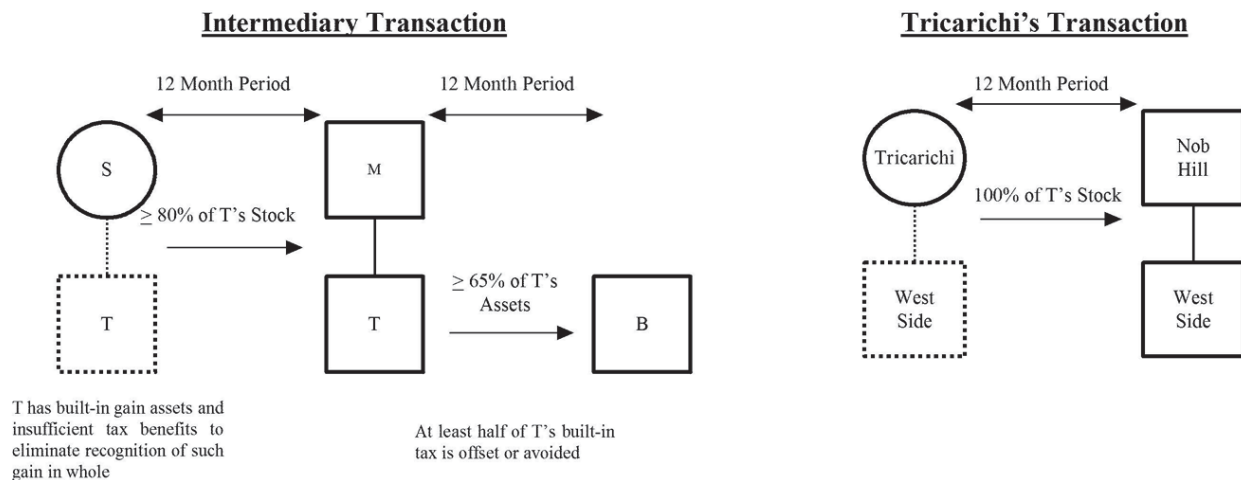 Intermediary Transaction
12 Month Period
12 Month Period
S
M
≥ 80% of T's Stock
T
T
≥ 65% of T's
Assets
B
T has built-in gain assets and
insufficient tax benefits to
eliminate recognition of such
gain in whole
At least half of T's built-in
tax is offset or avoided
Tricarichi's Transaction
12 Month Period
Tricarichi
Nob
Hill
100% of T's Stock
West
Side
West
Side